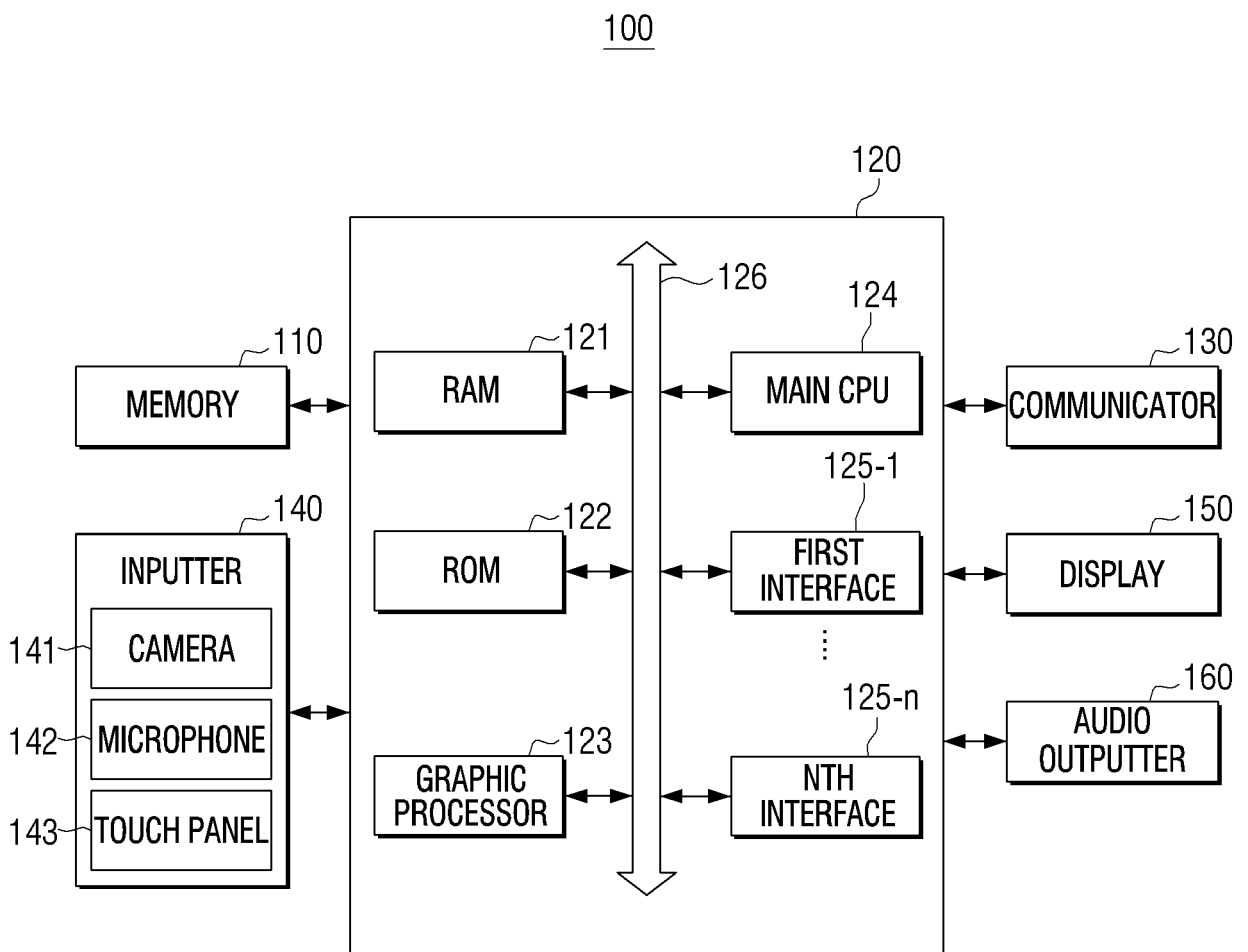 100
120
126
110
MEMORY
121
RAM
124
MAIN CPU
130
COMMUNICATOR
140
INPUTTER
141
CAMERA
142
MICROPHONE
143
TOUCH PANEL
122
ROM
125-1
FIRST
INTERFACE
150
DISPLAY
123
GRAPHIC
PROCESSOR
125-n
NTH
INTERFACE
160
AUDIO
OUTPUTTER